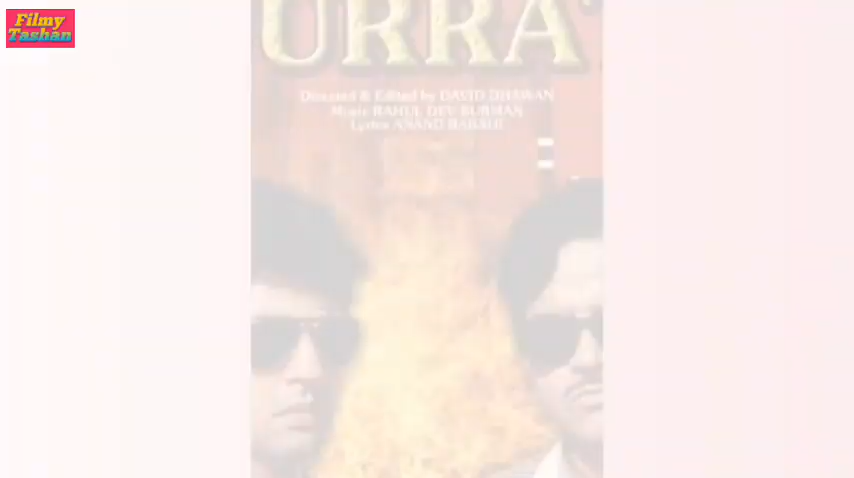 Filmy
Tashan
URRA
Directed & Edited by DAVID DHAWAN
Music RAHUL DEV BURMAN
Lyrics ANAND BAKSHI